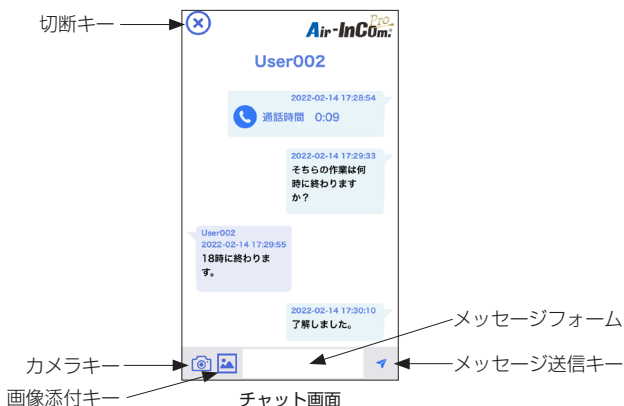 切断キー
Air-InCom. Pro
User002
2022-02-14 17:28:54
通話時間 0:09
2022-02-14 17:29:33
そちらの作業は何
時に終わります
か？
User002
2022-02-14 17:29:55
18時に終わりま
す。
2022-02-14 17:30:10
了解しました。
メッセージフォーム
カメラキー
メッセージ送信キー
画像添付キー
チャット画面